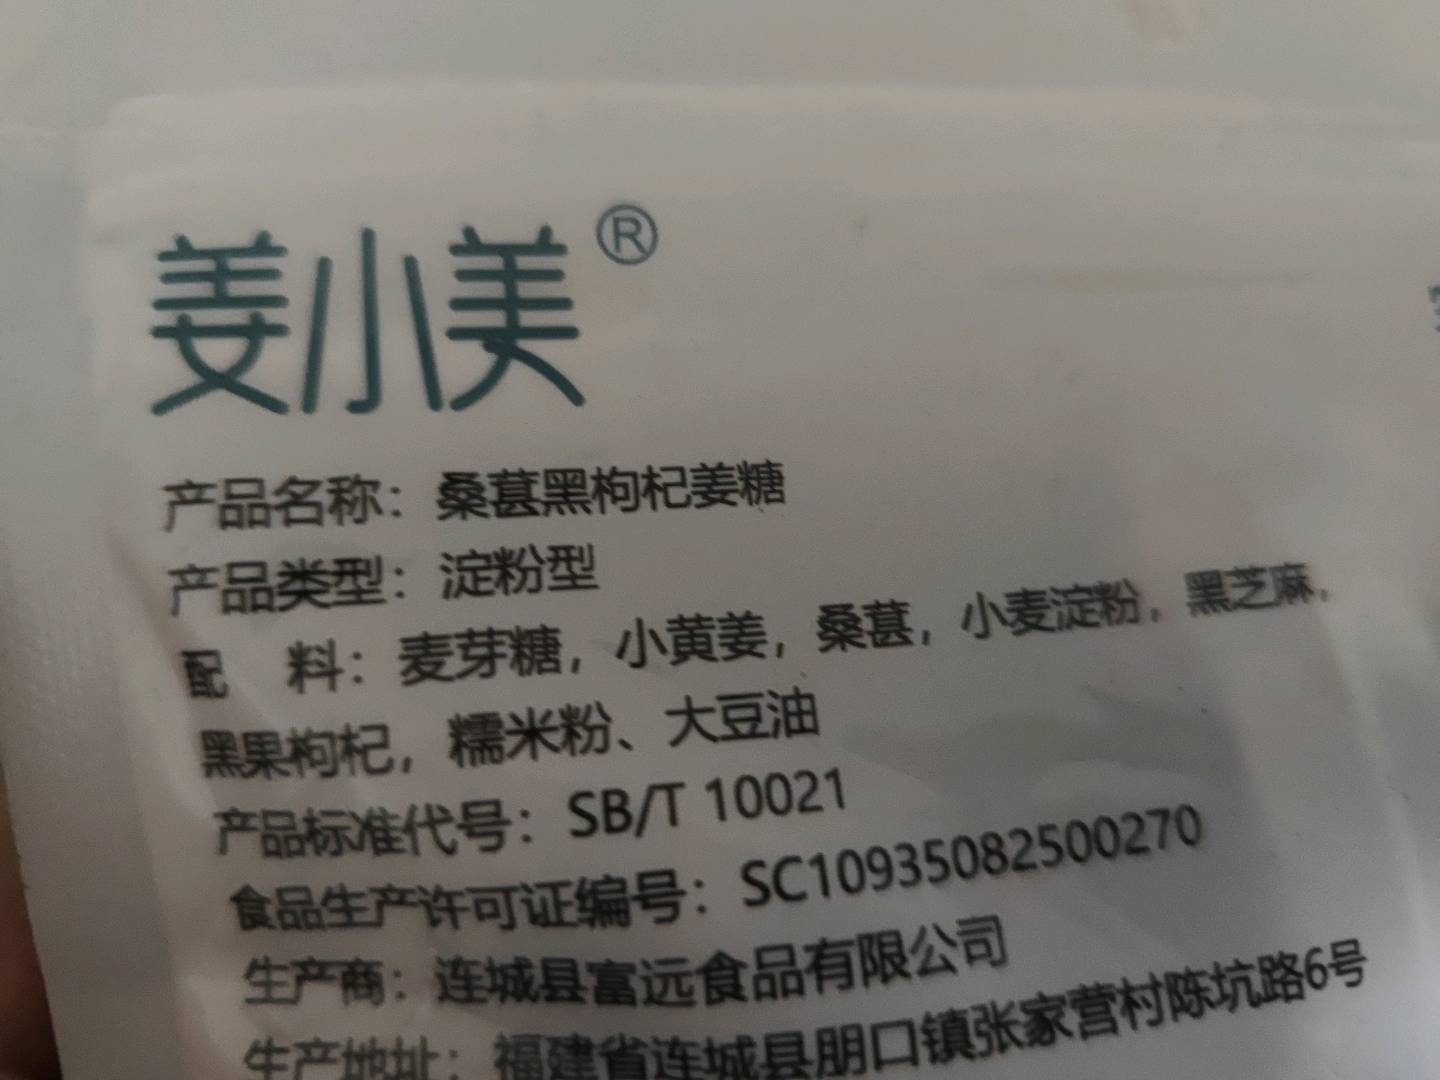 姜小美®
产品名称：桑葚黑枸杞姜糖
产品类型：淀粉型
配 料：麦芽糖，小黄姜，桑葚，小麦淀粉，黑芝麻，
黑果枸杞，糯米粉、大豆油
产品标准代号：SB/T 10021
食品生产许可证编号：SC10935082500270
生产商：连城县富远食品有限公司
生产地址：福建省连城县朋口镇张家营村陈坑路6号